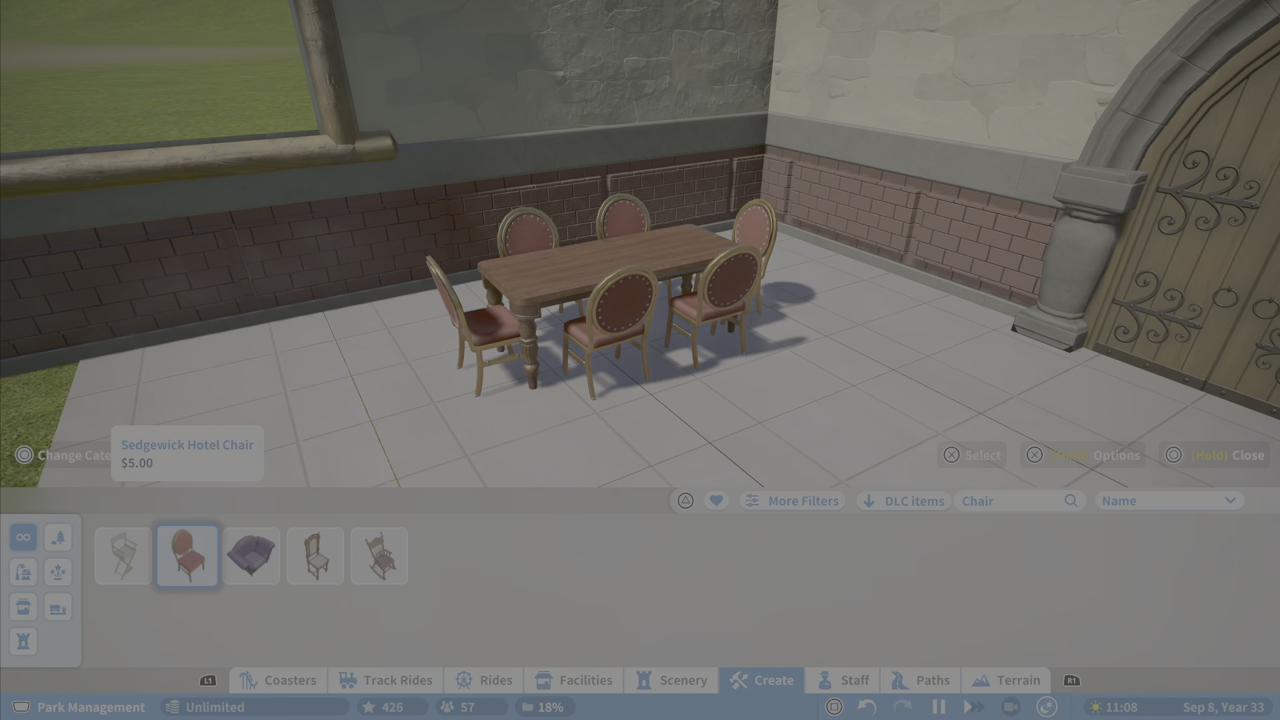 Change Cate
Sedgewick Hotel Chair
$5.00
Select
Options
(Hold) Close
More Filters
DLC items
Chair
Name
L1
Coasters
Track Rides
Rides
Facilities
Scenery
Create
Staff
Paths
Terrain
R1
Park Management
Unlimited
426
57
18%
11:08
Sep 8, Year 33